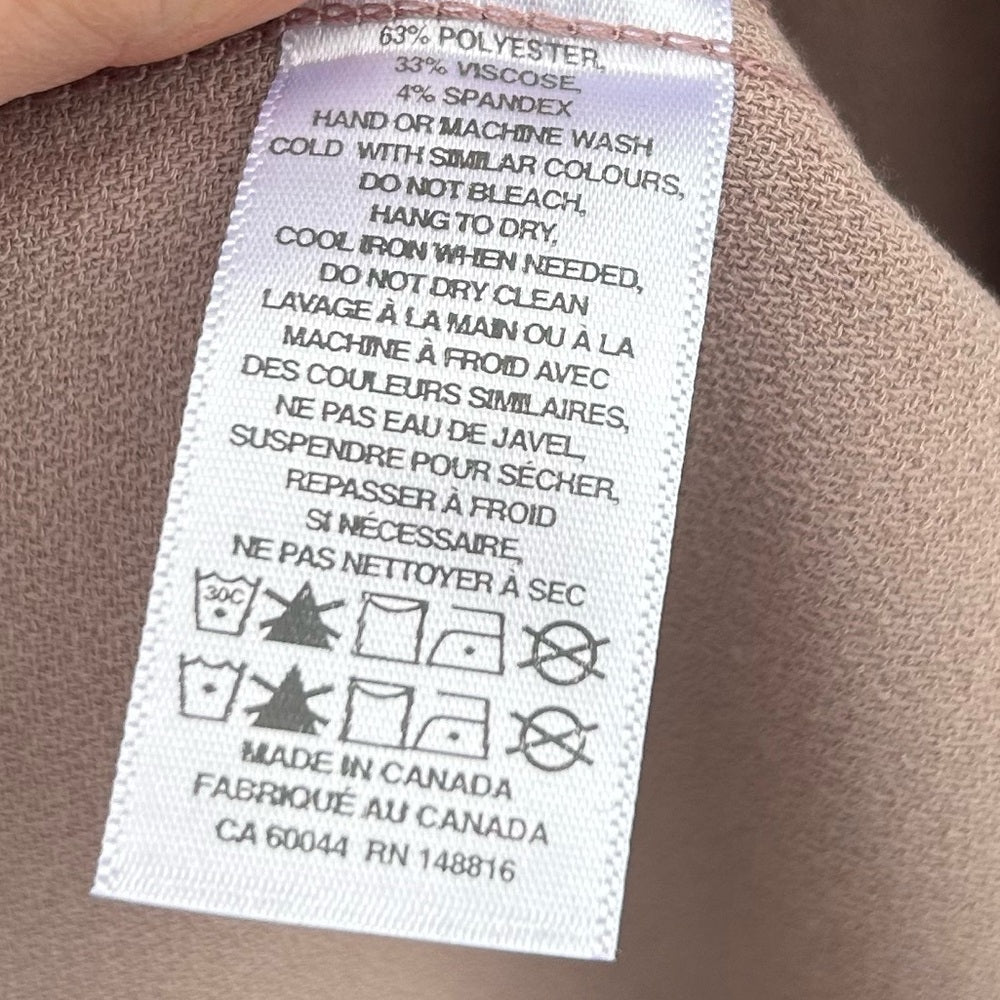 63% POLYESTER,
33% VISCOSE,
4% SPANDEX
HAND OR MACHINE WASH
COLD WITH SIMILAR COLOURS,
DO NOT BLEACH,
HANG TO DRY,
COOL IRON WHEN NEEDED,
DO NOT DRY CLEAN
LAVAGE À LA MAIN OU À LA
MACHINE À FROID AVEC
DES COULEURS SIMILAIRES,
NE PAS EAU DE JAVEL,
SUSPENDRE POUR SÉCHER,
REPASSER À FROID
SI NÉCESSAIRE,
NE PAS NETTOYER À SEC
30C
MADE IN CANADA
FABRIQUÉ AU CANADA
CA 60044 RN 148816